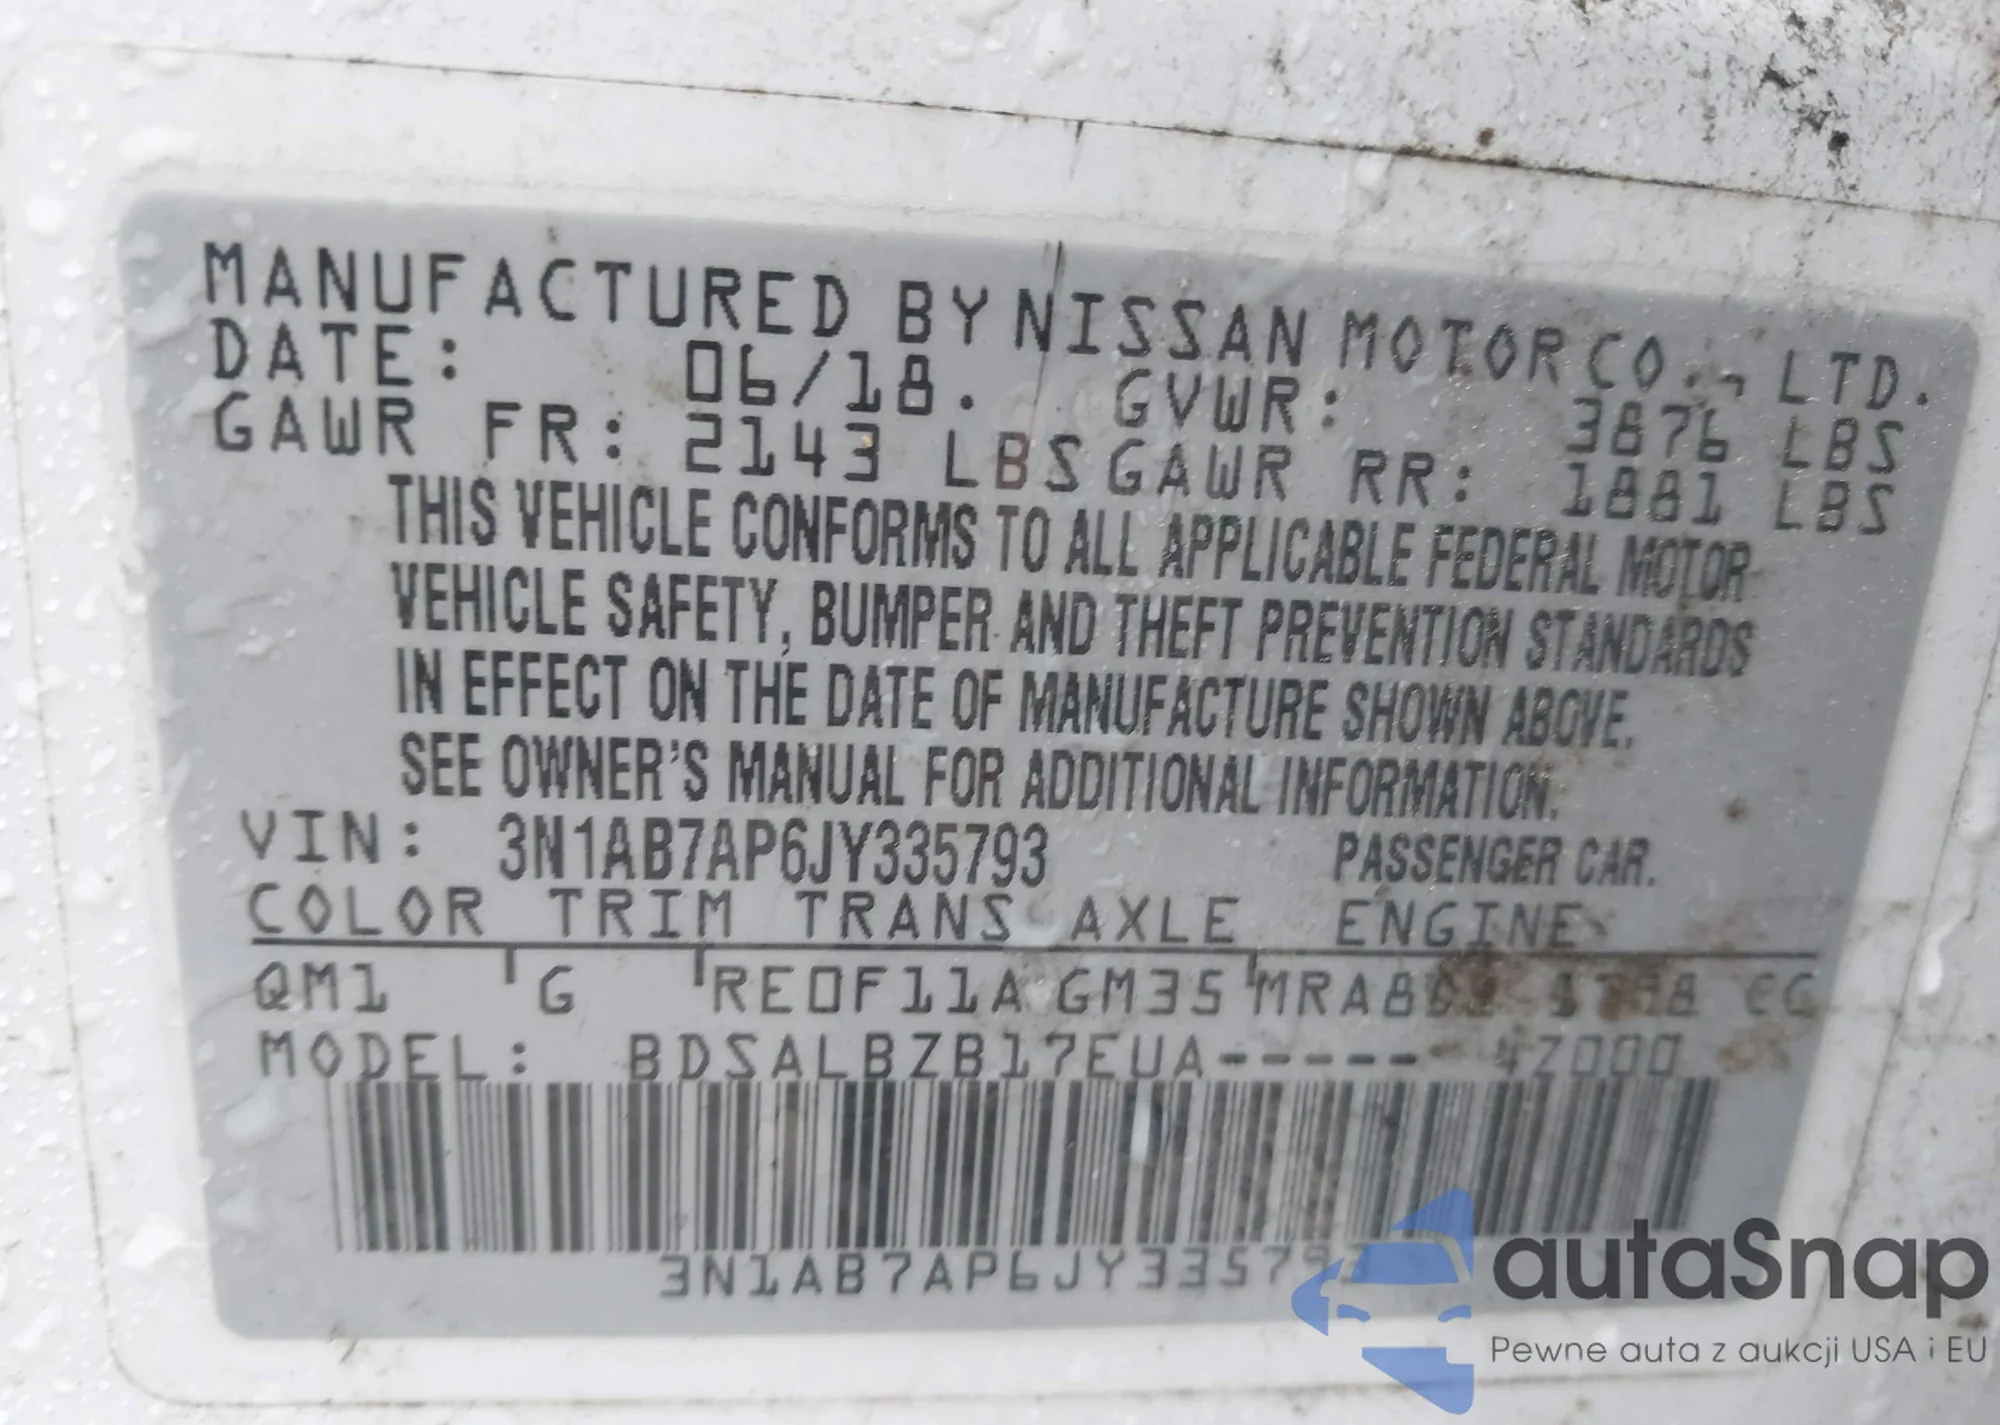 MANUFACTURED BY NISSAN MOTOR CO., LTD.
DATE: 06/18. GVWR: 3876 LBS
GAWR FR: 2143 LBS GAWR RR: 1881 LBS
THIS VEHICLE CONFORMS TO ALL APPLICABLE FEDERAL MOTOR
VEHICLE SAFETY, BUMPER AND THEFT PREVENTION STANDARDS
IN EFFECT ON THE DATE OF MANUFACTURE SHOWN ABOVE.
SEE OWNER'S MANUAL FOR ADDITIONAL INFORMATION.
VIN: 3N1AB7AP6JY335793 PASSENGER CAR.
COLOR TRIM TRANS AXLE ENGINE
QM1 G RE0F11A GM35 CC
MODEL: BDSALBZB17EUA----- 4Z000
3N1AB7AP6JY335793
autaSnap
Pewne auta z aukcji USA i EU